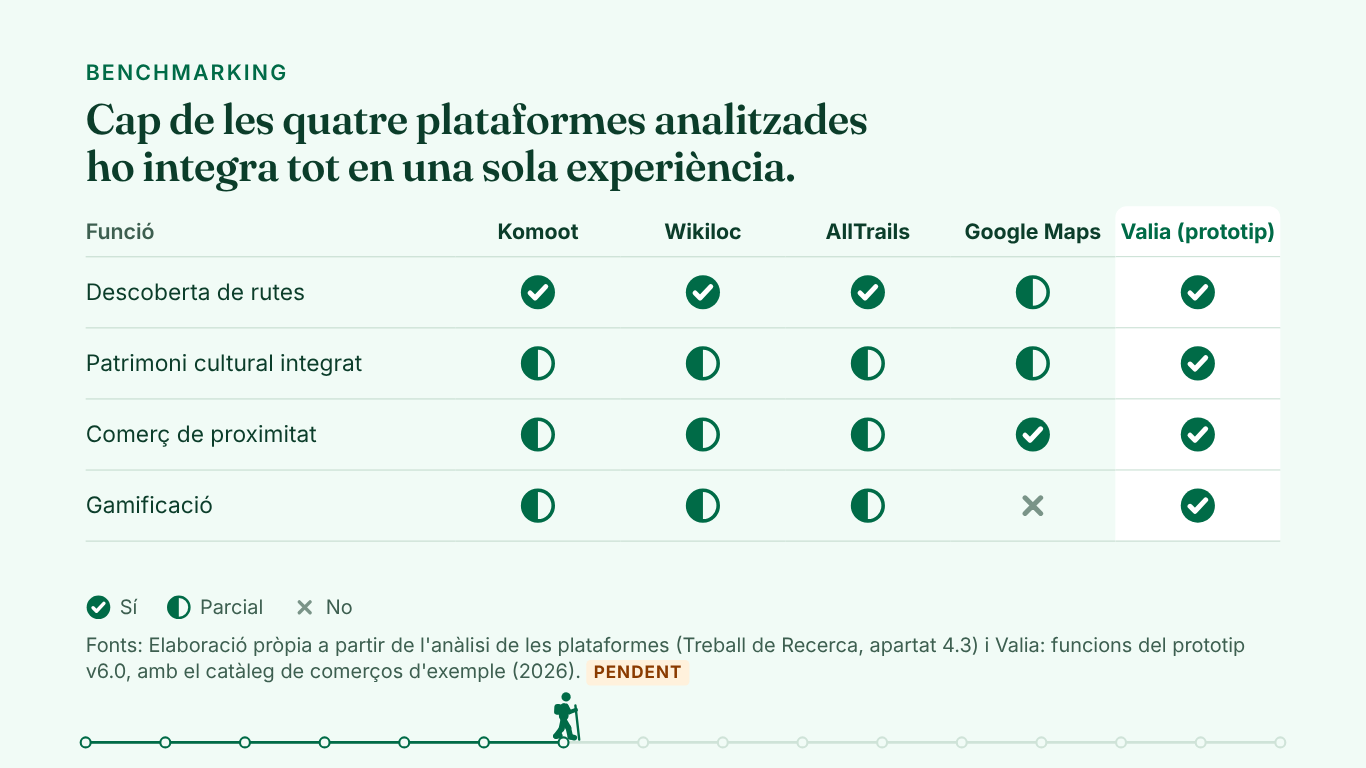 BENCHMARKING
Cap de les quatre plataformes analitzades
ho integra tot en una sola experiència.
Funció Komoot Wikiloc AllTrails Google Maps Valia (prototip)
Descoberta de rutes
Patrimoni cultural integrat
Comerç de proximitat
Gamificació
Sí Parcial No
Fonts: Elaboració pròpia a partir de l'anàlisi de les plataformes (Treball de Recerca, apartat 4.3) i Valia: funcions del prototip
v6.0, amb el catàleg de comerços d'exemple (2026). PENDENT